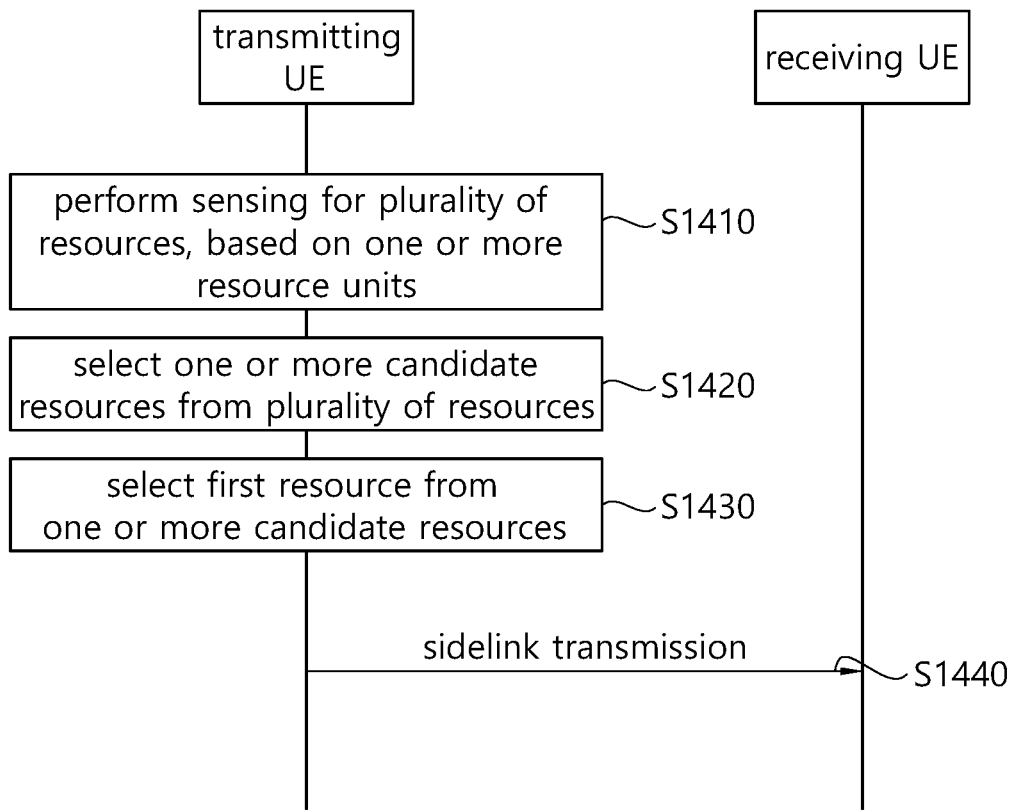 transmitting
UE
receiving UE
perform sensing for plurality of
resources, based on one or more
resource units
S1410
select one or more candidate
resources from plurality of resources
S1420
select first resource from
one or more candidate resources
S1430
sidelink transmission
S1440